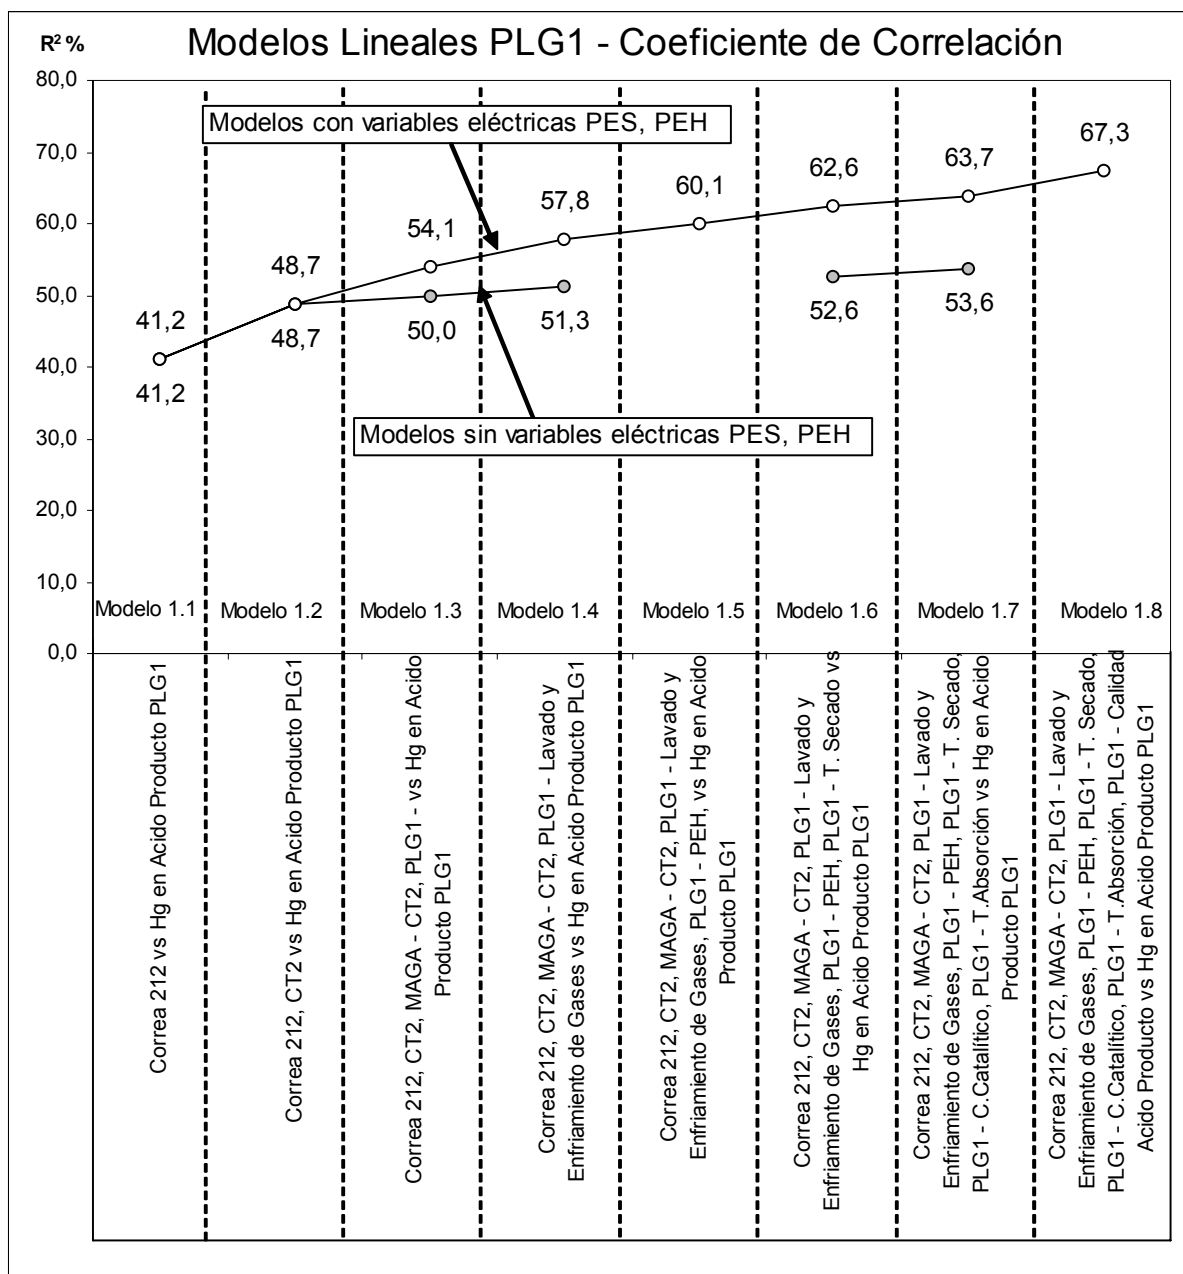 R² %
Modelos Lineales PLG1 - Coeficiente de Correlación
80,0
70,0
60,0
50,0
40,0
30,0
20,0
10,0
0,0
Modelos con variables eléctricas PES, PEH
41,2
48,7
54,1
57,8
60,1
62,6
63,7
67,3
41,2
48,7
50,0
51,3
52,6
53,6
Modelos sin variables eléctricas PES, PEH
Modelo 1.1
Modelo 1.2
Modelo 1.3
Modelo 1.4
Modelo 1.5
Modelo 1.6
Modelo 1.7
Modelo 1.8
Correa 212 vs Hg en Acido Producto PLG1
Correa 212, CT2 vs Hg en Acido Producto PLG1
Correa 212, CT2, MAGA - CT2, PLG1 - vs Hg en Acido
Producto PLG1
Correa 212, CT2, MAGA - CT2, PLG1 - Lavado y
Enfriamiento de Gases vs Hg en Acido Producto PLG1
Correa 212, CT2, MAGA - CT2, PLG1 - Lavado y
Enfriamiento de Gases, PLG1 - PEH, vs Hg en Acido
Producto PLG1
Correa 212, CT2, MAGA - CT2, PLG1 - Lavado y
Enfriamiento de Gases, PLG1 - PEH, PLG1 - T. Secado vs
Hg en Acido Producto PLG1
Correa 212, CT2, MAGA - CT2, PLG1 - Lavado y
Enfriamiento de Gases, PLG1 - PEH, PLG1 - T. Secado,
PLG1 - C.Catalítico, PLG1 - T.Absorción vs Hg en Acido
Producto PLG1
Correa 212, CT2, MAGA - CT2, PLG1 - Lavado y
Enfriamiento de Gases, PLG1 - PEH, PLG1 - T. Secado,
PLG1 - C.Catalítico, PLG1 - T.Absorción, PLG1 - Calidad
Acido Producto vs Hg en Acido Producto PLG1